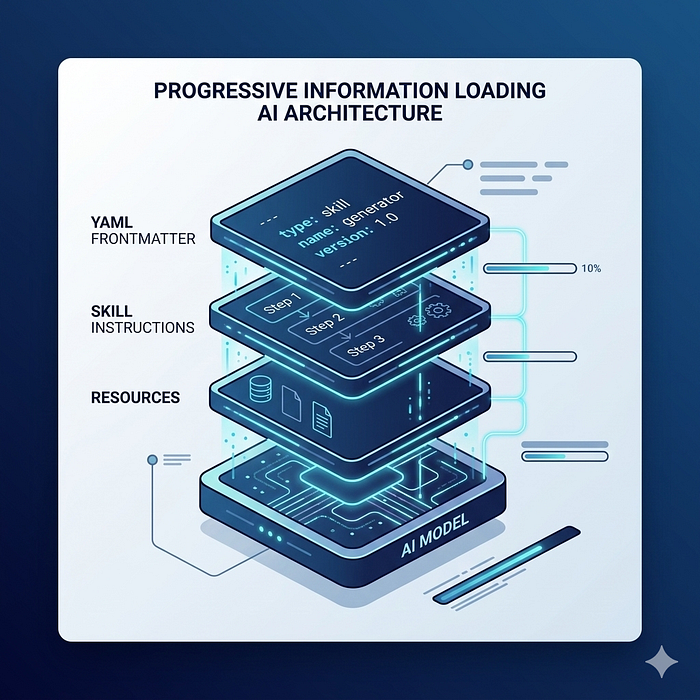 PROGRESSIVE INFORMATION LOADING
AI ARCHITECTURE
---
type: skill
name: generator
version: 1.0
---
YAML
FRONTMATTER
10%
Step 1
Step 2
Step 3
SKILL
INSTRUCTIONS
RESOURCES
AI MODEL